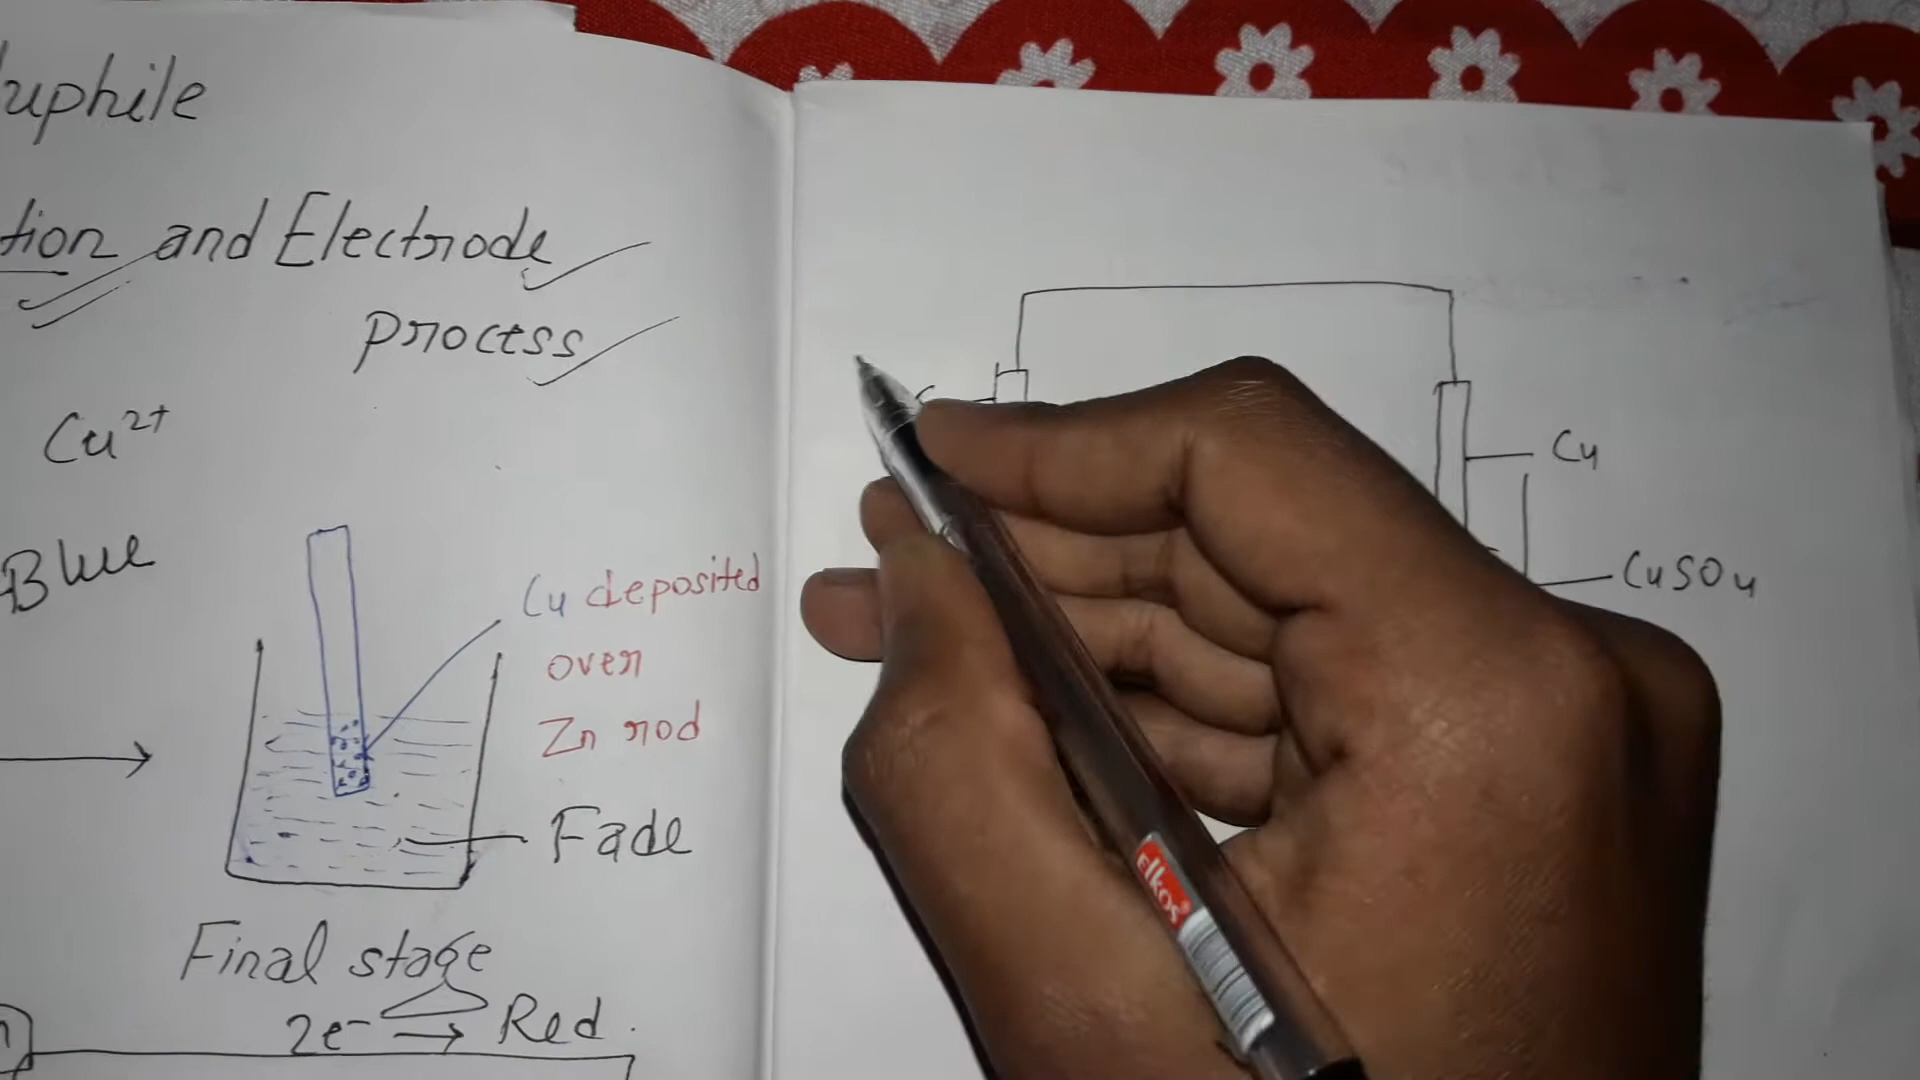 uphile
tion and Electrode
process
Cu²⁺
Blue
Cu deposited
over
Zn rod
Fade
Final stage
2e⁻ → Red.
Cu
CuSO₄
elkos